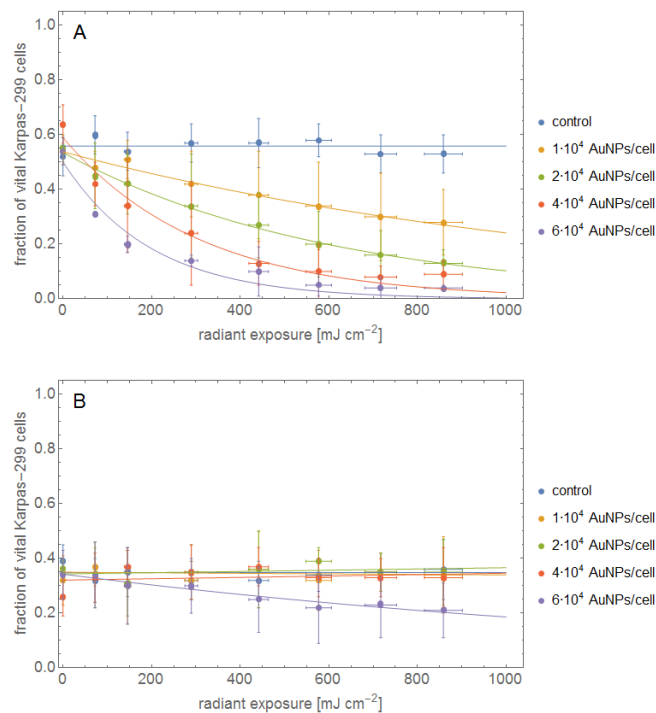 A
fraction of vital Karpas-299 cells
1.0
0.8
0.6
0.4
0.2
0.0
0
200
400
600
800
1000
radiant exposure [mJ cm⁻²]
control
1·10⁴ AuNPs/cell
2·10⁴ AuNPs/cell
4·10⁴ AuNPs/cell
6·10⁴ AuNPs/cell
B
fraction of vital Karpas-299 cells
1.0
0.8
0.6
0.4
0.2
0.0
0
200
400
600
800
1000
radiant exposure [mJ cm⁻²]
control
1·10⁴ AuNPs/cell
2·10⁴ AuNPs/cell
4·10⁴ AuNPs/cell
6·10⁴ AuNPs/cell